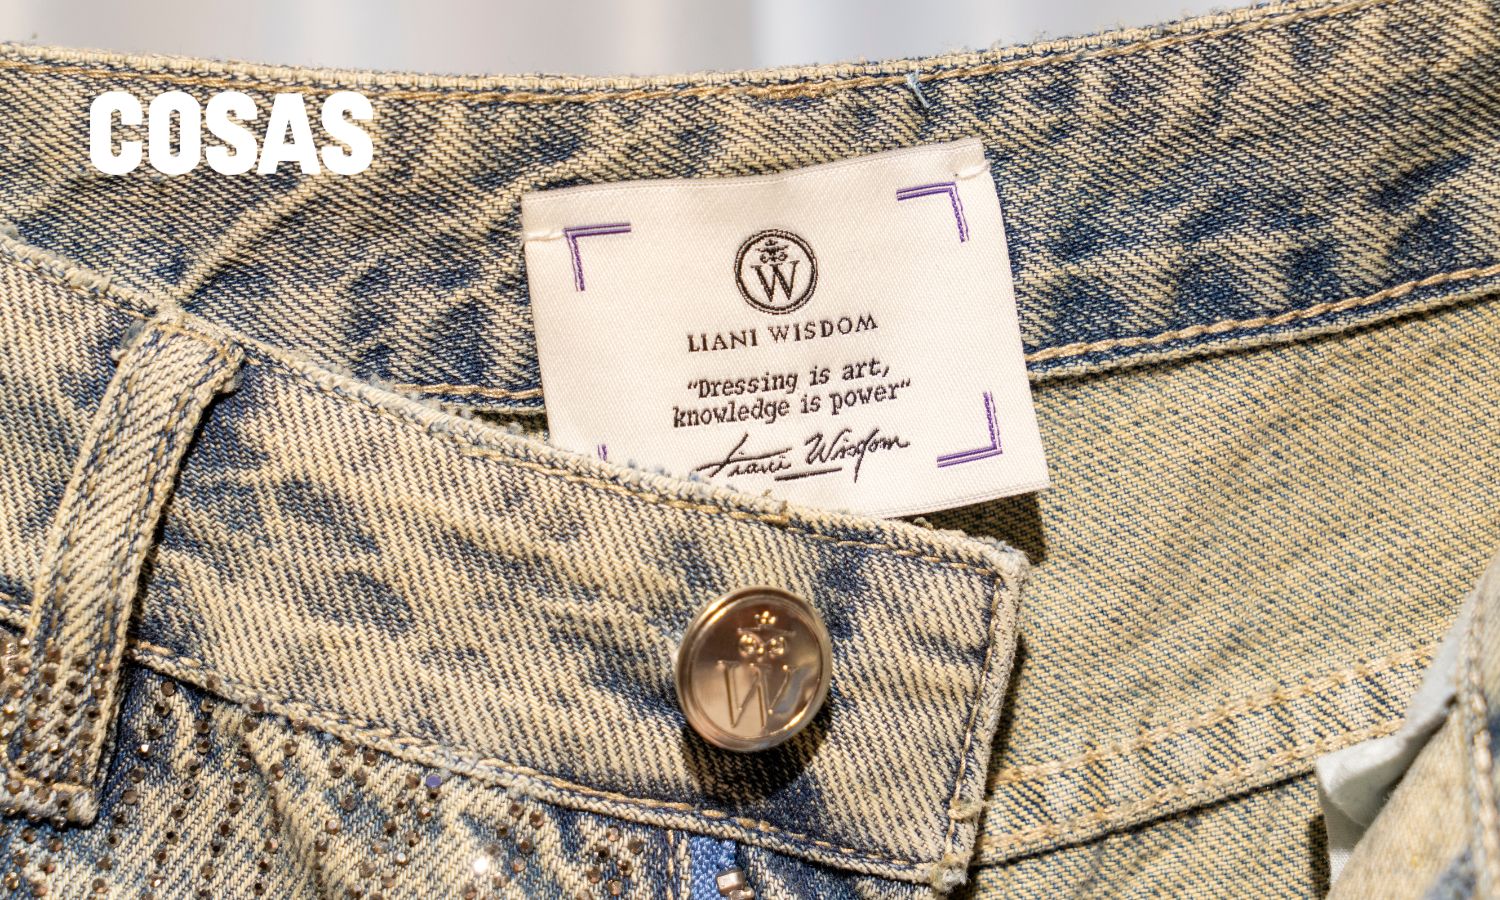 COSAS
W
LIANI WISDOM
“Dressing is art,
knowledge is power“
Liani Wisdom
W